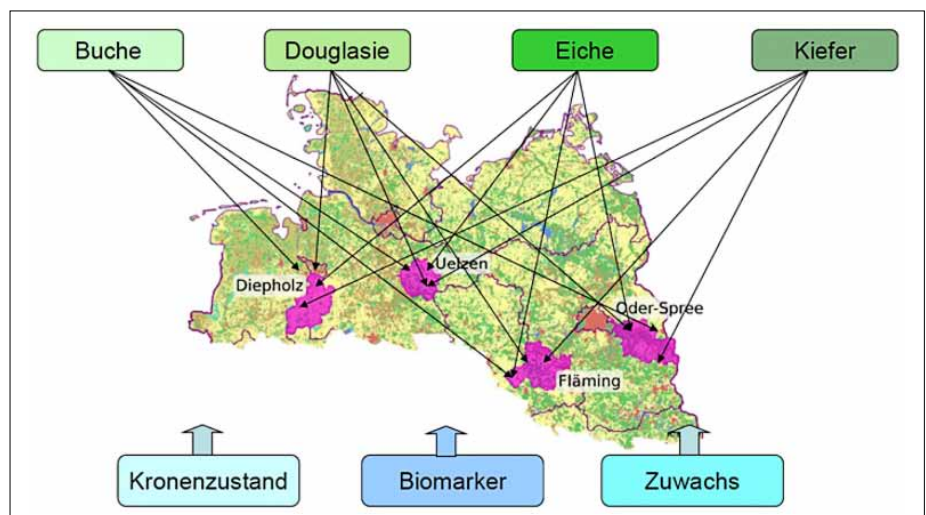 Buche
Douglasie
Eiche
Kiefer
Uelzen
Diepholz
Oder-Spree
Fläming
Kronenzustand
Biomarker
Zuwachs